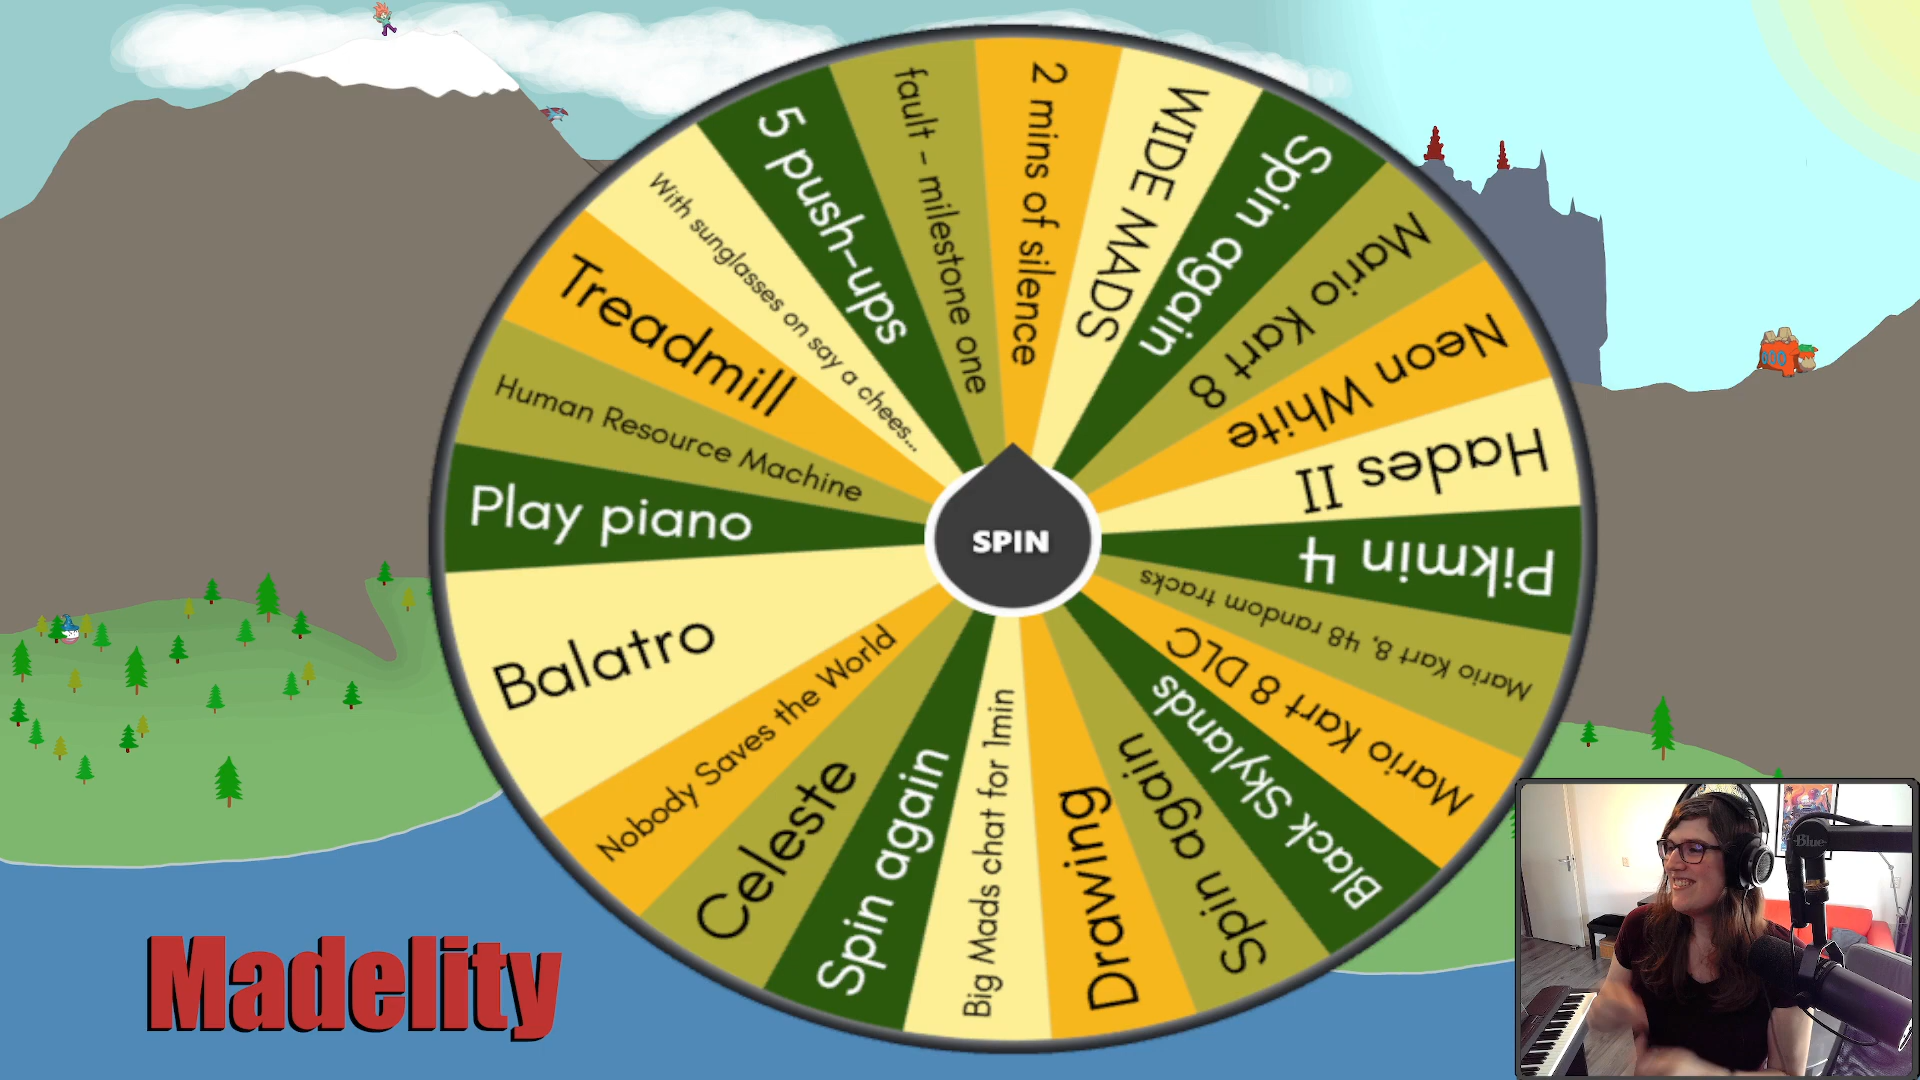 2 mins of silence
WIDE MADS
Spin again
Mario Kart 8
Neon White
Hades II
Pikmin 4
Mario Kart 8, 48 random tracks
Mario Kart 8 DLC
Black Skylands
Spin again
Drawing
Big Mads chat for 1min
Spin again
Celeste
Nobody Saves the World
Balatro
Play piano
Human Resource Machine
Treadmill
With sunglasses on say a chees...
5 push-ups
fault - milestone one
SPIN
Madelity
Blue